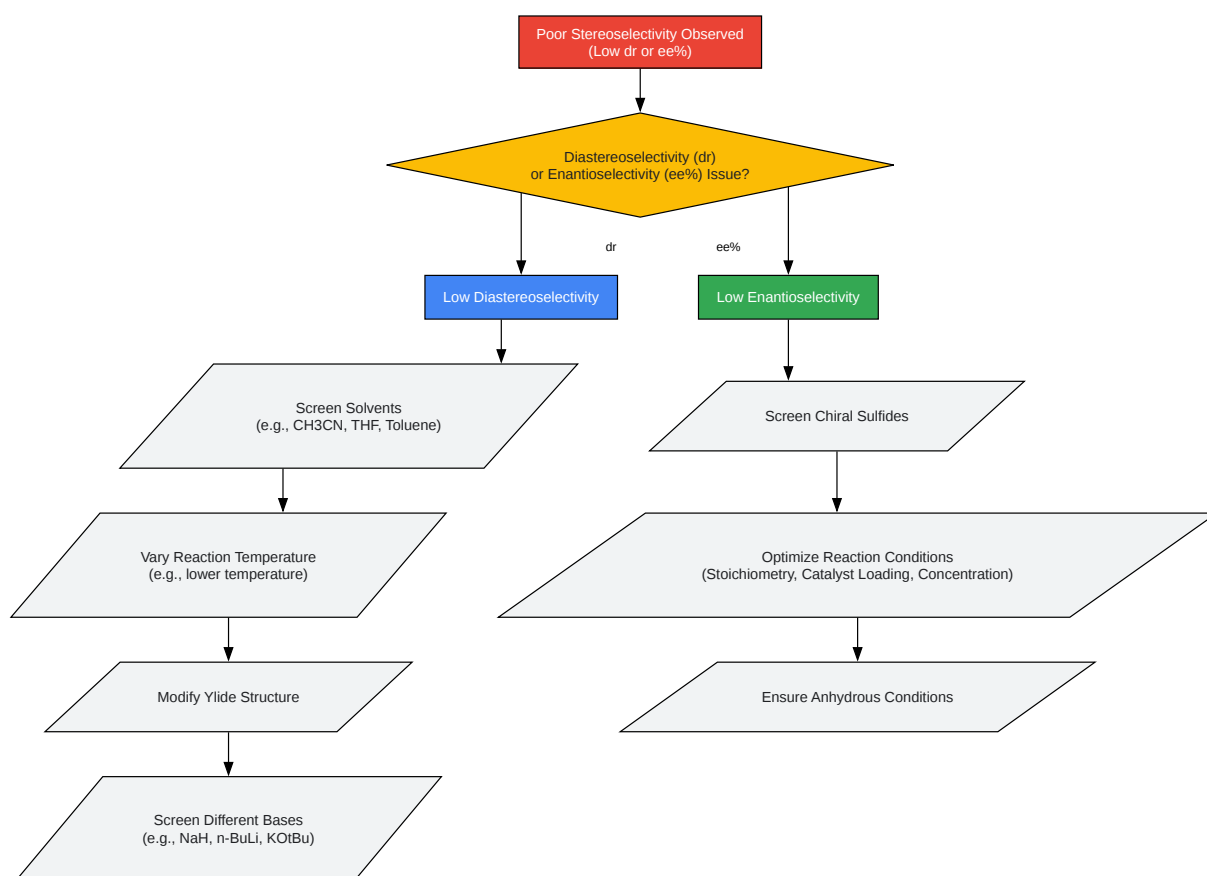 Poor Stereoselectivity Observed
(Low dr or ee%)
Diastereoselectivity (dr)
or Enantioselectivity (ee%) Issue?
dr
ee%
Low Diastereoselectivity
Low Enantioselectivity
Screen Solvents
(e.g., CH3CN, THF, Toluene)
Screen Chiral Sulfides
Vary Reaction Temperature
(e.g., lower temperature)
Optimize Reaction Conditions
(Stoichiometry, Catalyst Loading, Concentration)
Modify Ylide Structure
Ensure Anhydrous Conditions
Screen Different Bases
(e.g., NaH, n-BuLi, KOtBu)